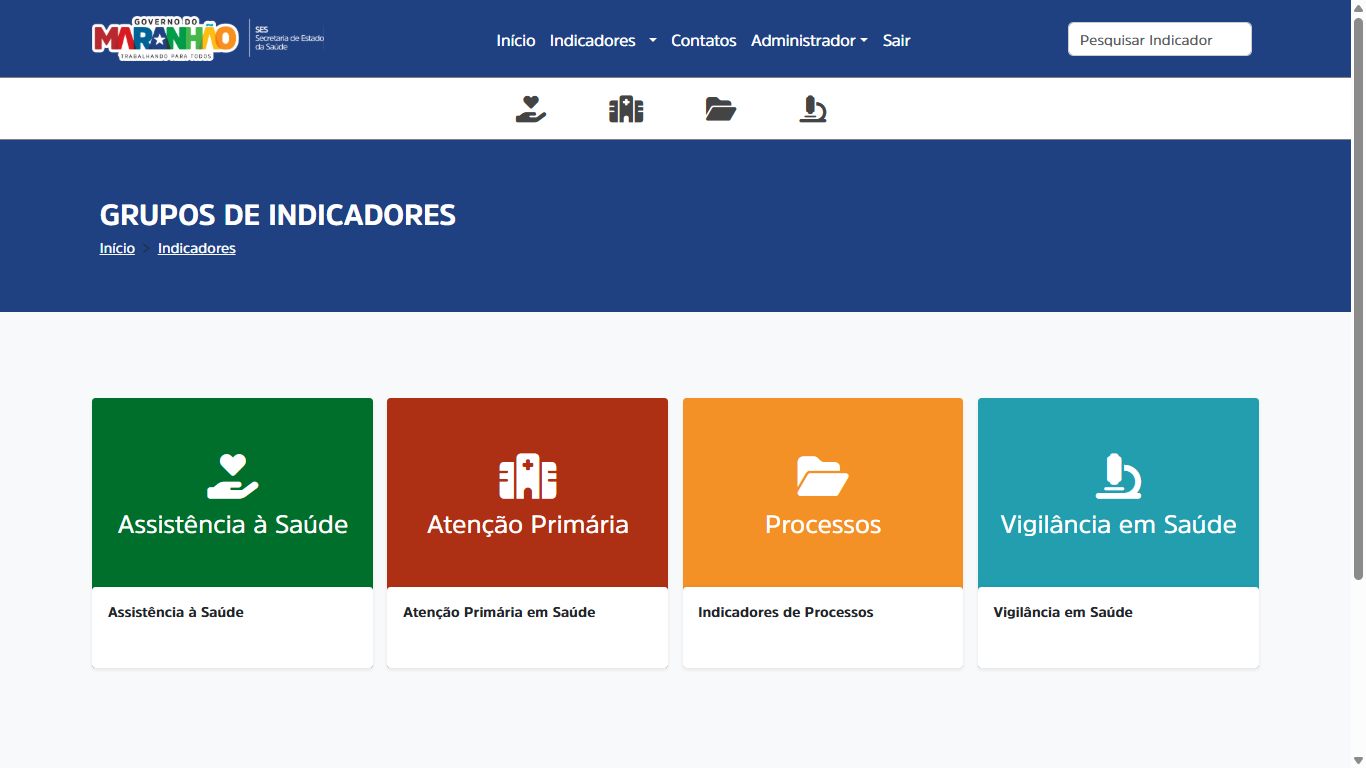 GOVERNO DO
MARANHÃO
TRABALHANDO PARA TODOS
SES
Secretaria de Estado
da Saúde
Início Indicadores Contatos Administrador Sair
Pesquisar Indicador
GRUPOS DE INDICADORES
Início > Indicadores
Assistência à Saúde
Atenção Primária
Processos
Vigilância em Saúde
Assistência à Saúde
Atenção Primária em Saúde
Indicadores de Processos
Vigilância em Saúde